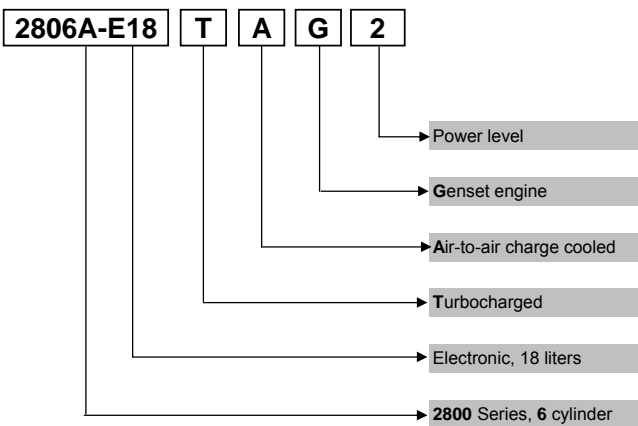 2806A-E18 T A G 2
Power level
Genset engine
Air-to-air charge cooled
Turbocharged
Electronic, 18 liters
2800 Series, 6 cylinder